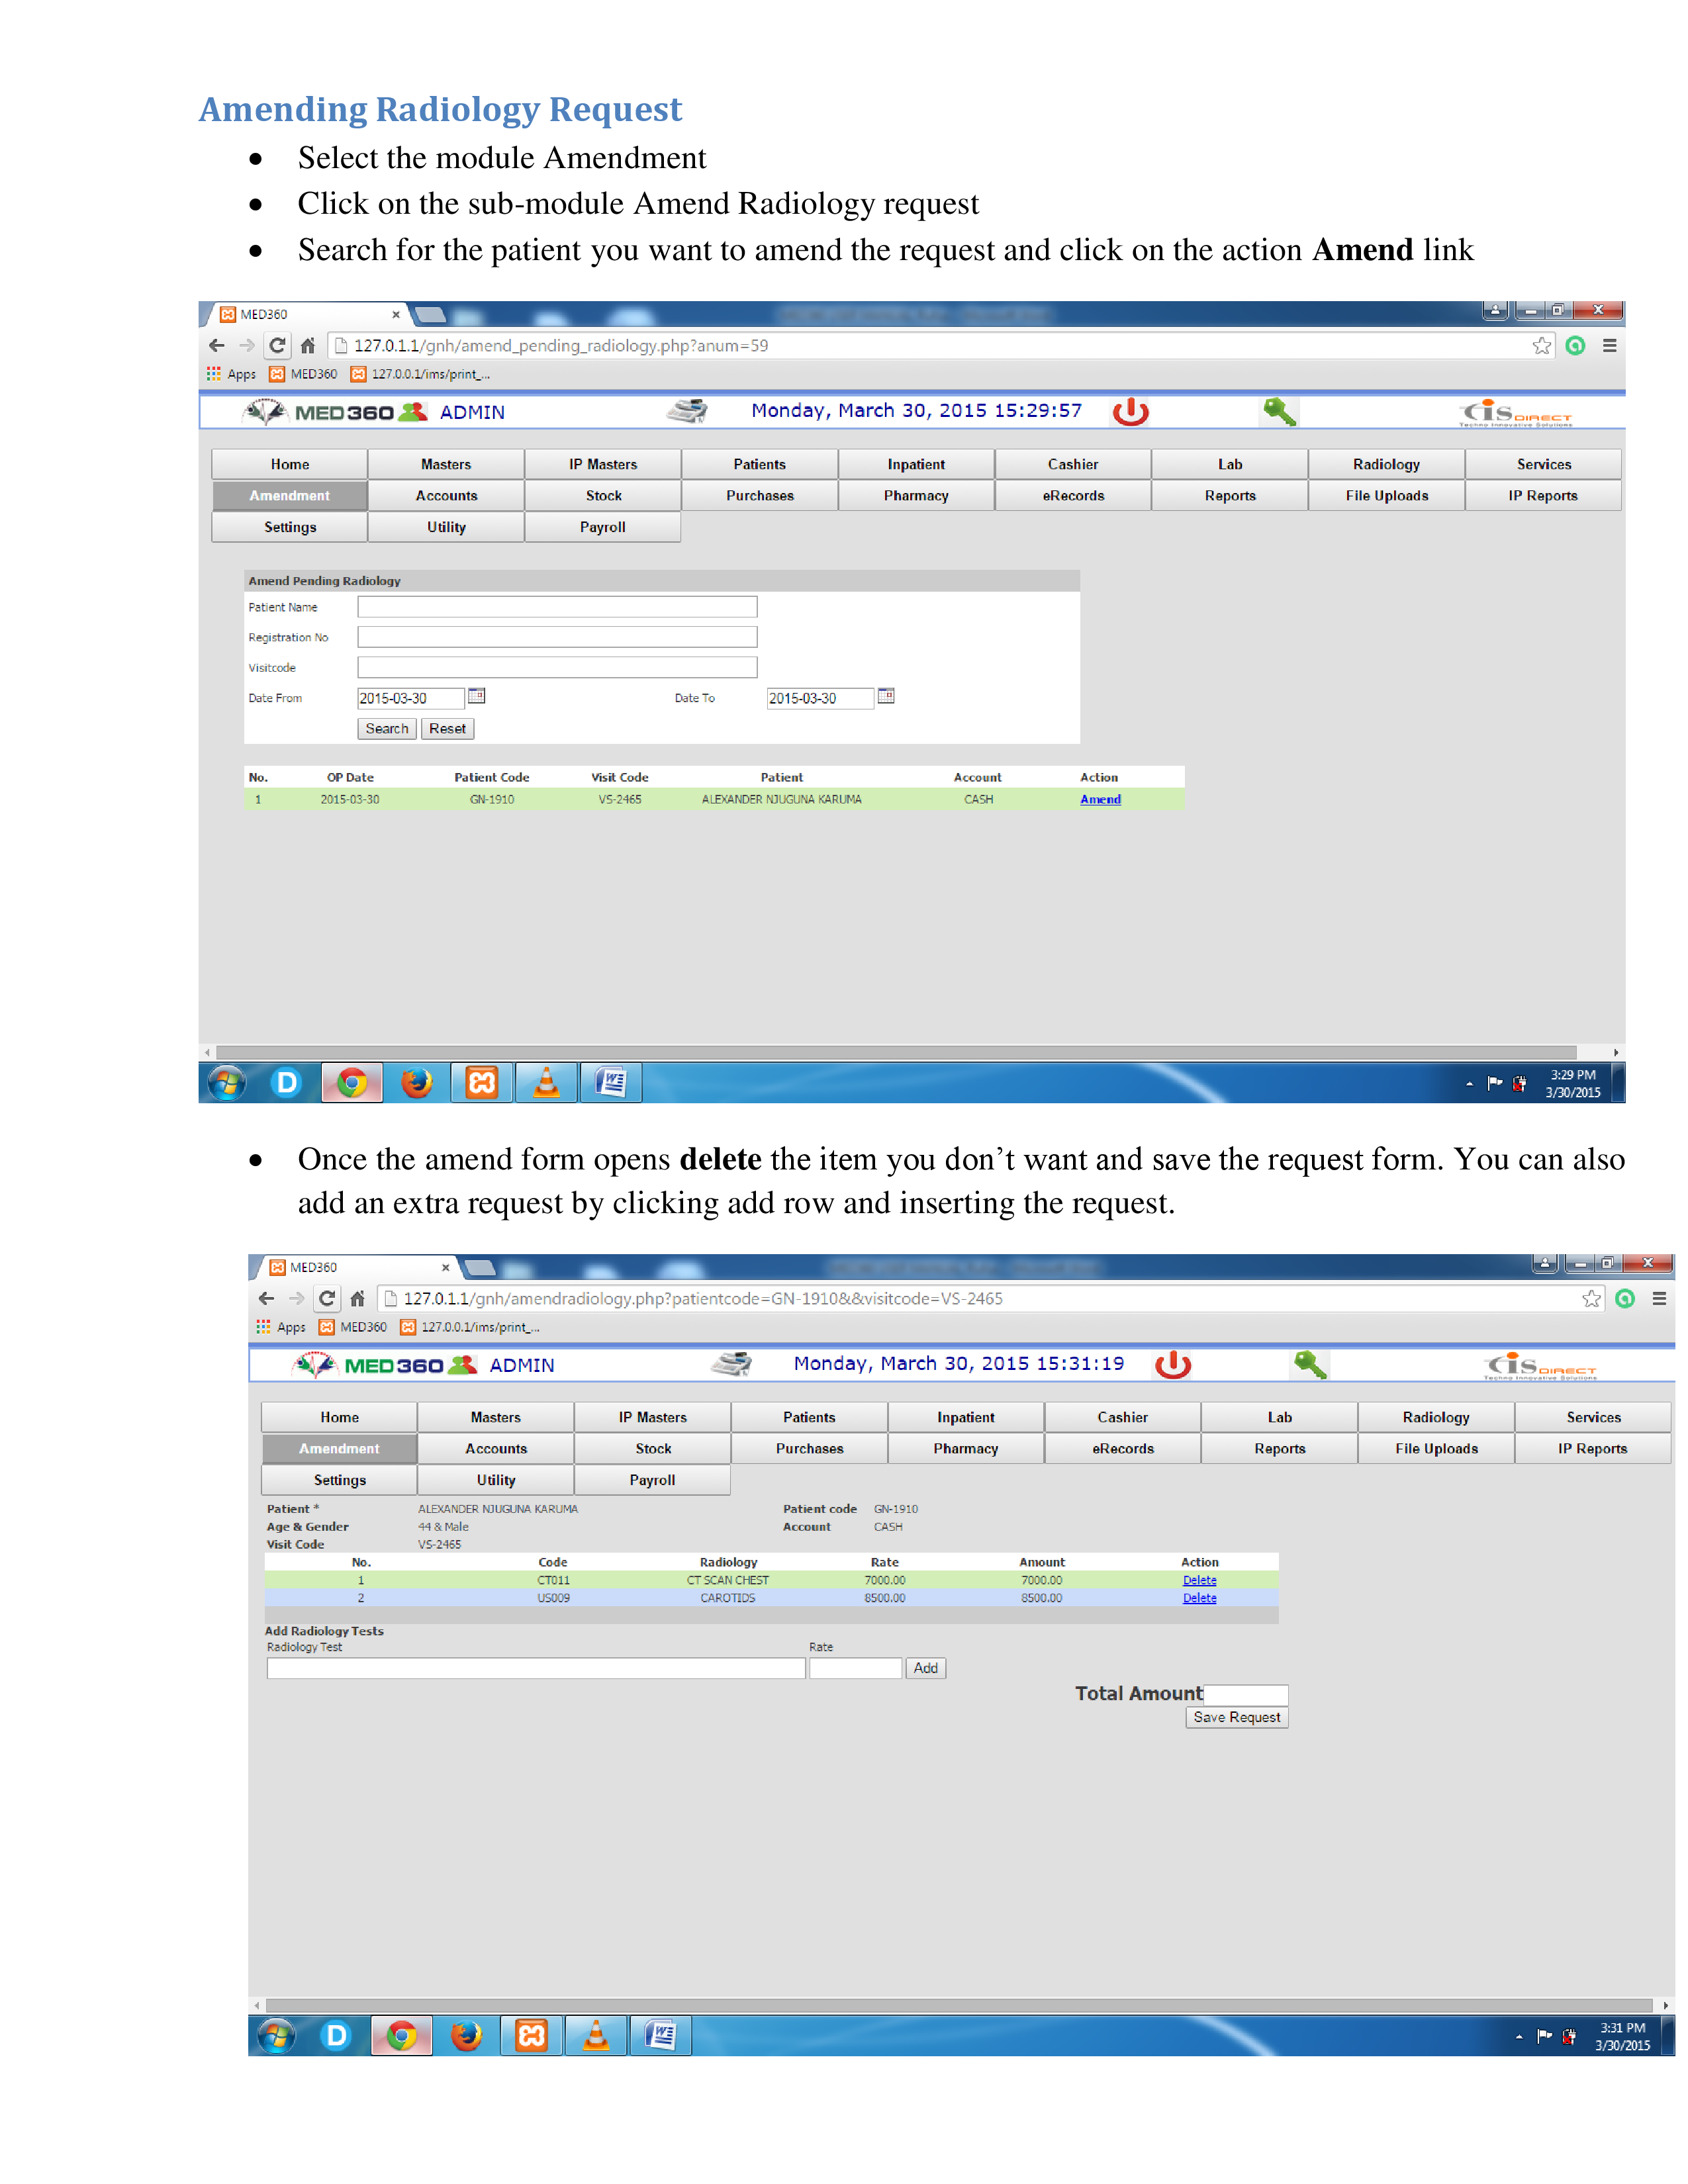 Amending Radiology Request
• Select the module Amendment
• Click on the sub-module Amend Radiology request
• Search for the patient you want to amend the request and click on the action Amend link
MED360
127.0.1.1/gnh/amend_pending_radiology.php?anum=59
Apps MED360 127.0.0.1/ims/print_...
MED360 ADMIN Monday, March 30, 2015 15:29:57 cis DIRECT
Techno Innovative Solutions
Home Masters IP Masters Patients Inpatient Cashier Lab Radiology Services
Amendment Accounts Stock Purchases Pharmacy eRecords Reports File Uploads IP Reports
Settings Utility Payroll
Amend Pending Radiology
Patient Name
Registration No
Visitcode
Date From 2015-03-30 Date To 2015-03-30
Search Reset
No. OP Date Patient Code Visit Code Patient Account Action
1 2015-03-30 GN-1910 VS-2465 ALEXANDER NJUGUNA KARUMA CASH Amend
3:29 PM
3/30/2015
• Once the amend form opens delete the item you don’t want and save the request form. You can also
add an extra request by clicking add row and inserting the request.
MED360
127.0.1.1/gnh/amendradiology.php?patientcode=GN-1910&&visitcode=VS-2465
Apps MED360 127.0.0.1/ims/print_...
MED360 ADMIN Monday, March 30, 2015 15:31:19 cis DIRECT
Techno Innovative Solutions
Home Masters IP Masters Patients Inpatient Cashier Lab Radiology Services
Amendment Accounts Stock Purchases Pharmacy eRecords Reports File Uploads IP Reports
Settings Utility Payroll
Patient * ALEXANDER NJUGUNA KARUMA Patient code GN-1910
Age & Gender 44 & Male Account CASH
Visit Code VS-2465
No. Code Radiology Rate Amount Action
1 CT011 CT SCAN CHEST 7000.00 7000.00 Delete
2 US009 CAROTIDS 8500.00 8500.00 Delete
Add Radiology Tests
Radiology Test Rate
Add
Total Amount
Save Request
3:31 PM
3/30/2015